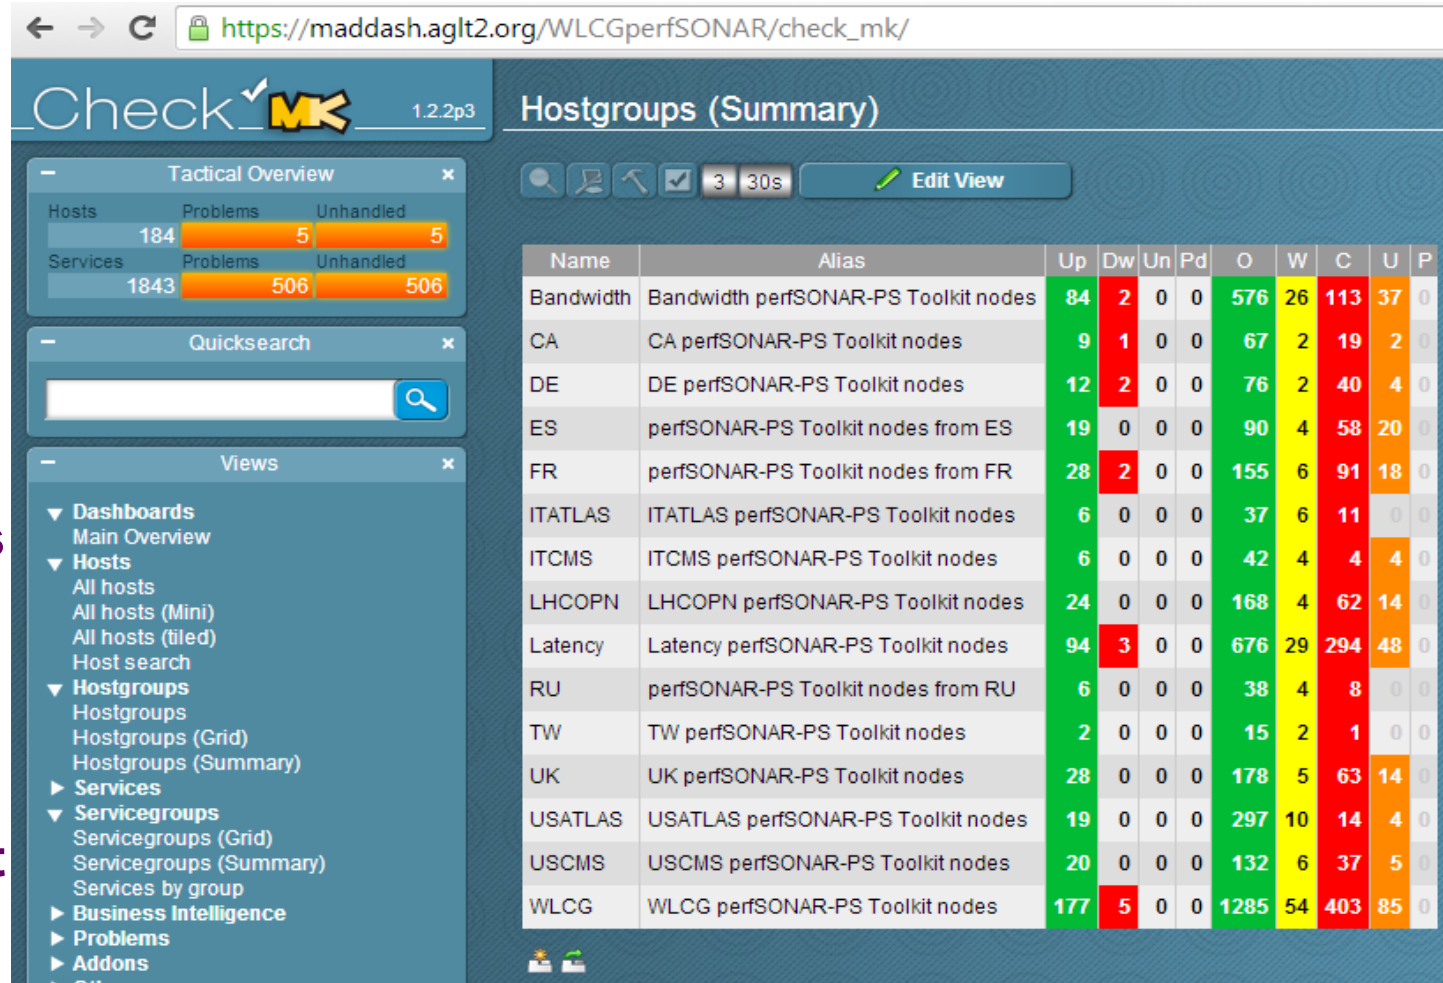 https://maddash.aglt2.org/WLCGperfSONAR/check_mk/
Check MK 1.2.2p3
Hostgroups (Summary)
Tactical Overview
Hosts Problems Unhandled
184 5 5
Services Problems Unhandled
1843 506 506
Quicksearch
Views
Dashboards
Main Overview
Hosts
All hosts
All hosts (Mini)
All hosts (tiled)
Host search
Hostgroups
Hostgroups
Hostgroups (Grid)
Hostgroups (Summary)
Services
Servicegroups
Servicegroups (Grid)
Servicegroups (Summary)
Services by group
Business Intelligence
Problems
Addons
3 30s Edit View
Name Alias Up Dw Un Pd O W C U P
Bandwidth Bandwidth perfSONAR-PS Toolkit nodes 84 2 0 0 576 26 113 37 0
CA CA perfSONAR-PS Toolkit nodes 9 1 0 0 67 2 19 2 0
DE DE perfSONAR-PS Toolkit nodes 12 2 0 0 76 2 40 4 0
ES perfSONAR-PS Toolkit nodes from ES 19 0 0 0 90 4 58 20 0
FR perfSONAR-PS Toolkit nodes from FR 28 2 0 0 155 6 91 18 0
ITATLAS ITATLAS perfSONAR-PS Toolkit nodes 6 0 0 0 37 6 11 0 0
ITCMS ITCMS perfSONAR-PS Toolkit nodes 6 0 0 0 42 4 4 4 0
LHCOPN LHCOPN perfSONAR-PS Toolkit nodes 24 0 0 0 168 4 62 14 0
Latency Latency perfSONAR-PS Toolkit nodes 94 3 0 0 676 29 294 48 0
RU perfSONAR-PS Toolkit nodes from RU 6 0 0 0 38 4 8 0 0
TW TW perfSONAR-PS Toolkit nodes 2 0 0 0 15 2 1 0 0
UK UK perfSONAR-PS Toolkit nodes 28 0 0 0 178 5 63 14 0
USATLAS USATLAS perfSONAR-PS Toolkit nodes 19 0 0 0 297 10 14 4 0
USCMS USCMS perfSONAR-PS Toolkit nodes 20 0 0 0 132 6 37 5 0
WLCG WLCG perfSONAR-PS Toolkit nodes 177 5 0 0 1285 54 403 85 0